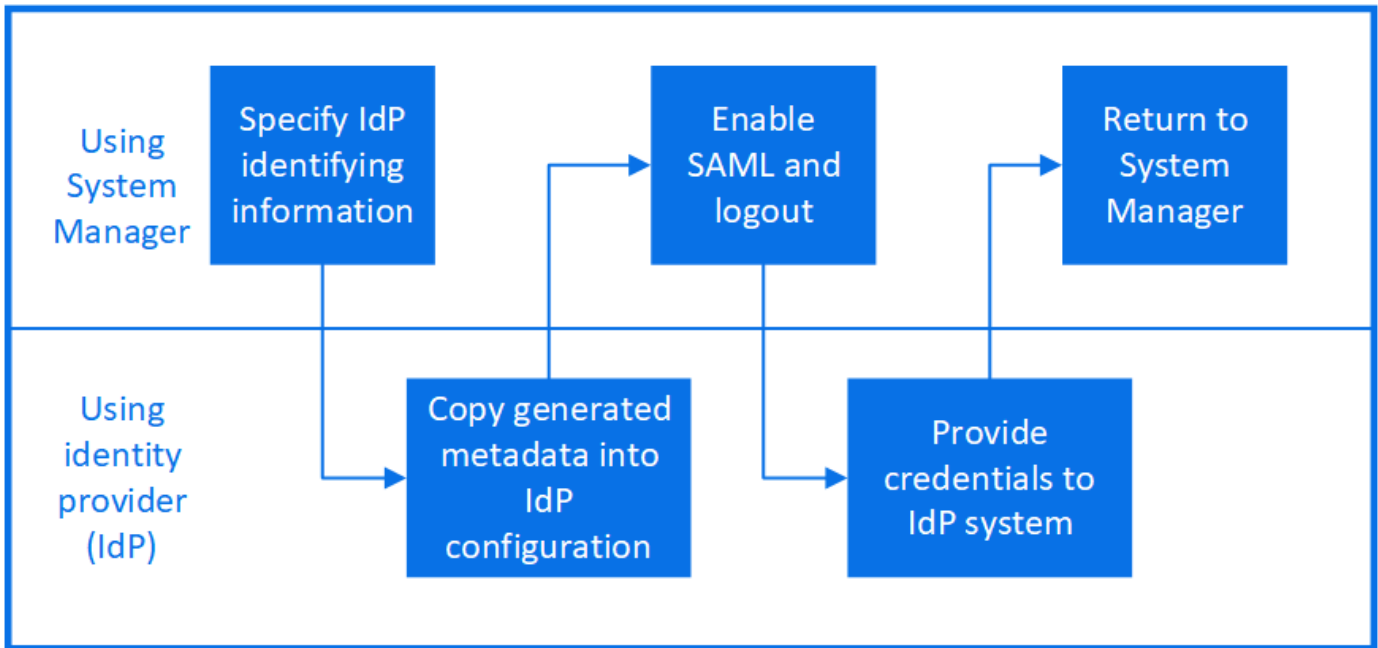 Using
System
Manager
Specify IdP
identifying
information
Enable
SAML and
logout
Return to
System
Manager
Using
identity
provider
(IdP)
Copy generated
metadata into
IdP
configuration
Provide
credentials to
IdP system